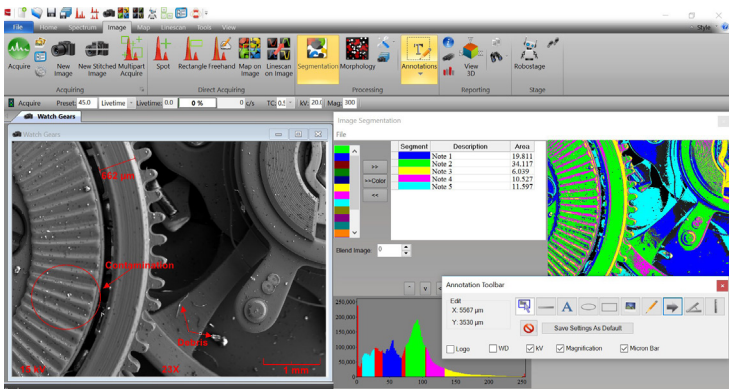 File Home Spectrum Image Map Linescan Tools View Style
Acquire New Image New Stitched Image Multipart Acquire Spot Rectangle Freehand Map on Image Linescan on Image Segmentation Morphology Annotations View 3D Robostage
Acquiring Direct Acquiring Processing Reporting Stage
Acquire Preset: 45.0 Livetime Livetime: 0.0 0 % 0 c/s TC: 0.5 kV: 20.0 Mag: 300
Watch Gears
Watch Gears
Contamination
Debris
1 mm
Image Segmentation
File
Segment Description Area
Note 1 19.811
Note 2 34.117
Note 3 6.039
Note 4 10.527
Note 5 11.597
>>
>>Color
<<
Blend Image: 0
^ v <
250,000
200,000
150,000
100,000
50,000
0
0 50 100 150 200 250
Annotation Toolbar
Edit
X: 5567 µm
Y: 3530 µm
A
Save Settings As Default
Logo WD kV Magnification Micron Bar